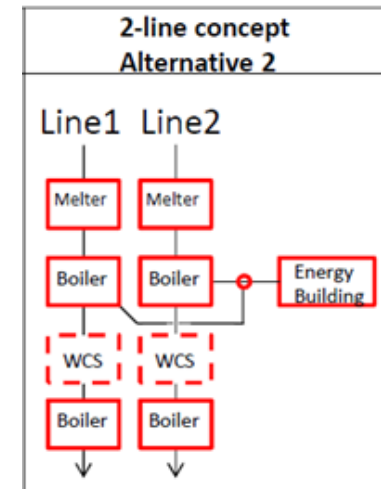 2-line concept
Alternative 2
Line1 Line2
Melter Melter
Boiler Boiler Energy
Building
WCS WCS
Boiler Boiler